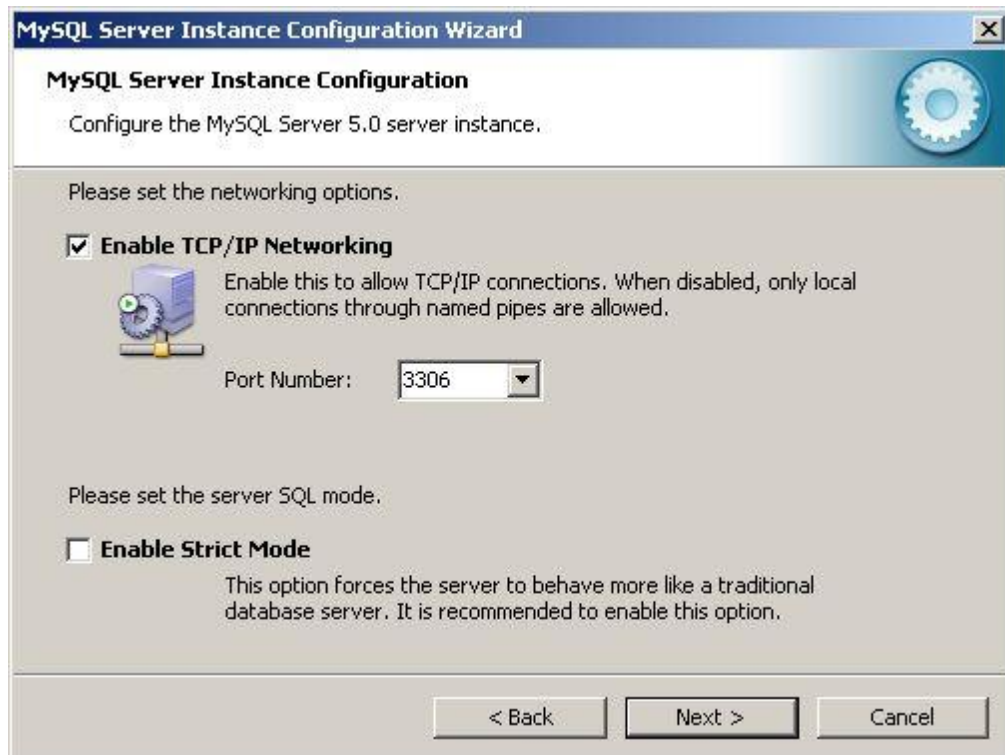 MySQL Server Instance Configuration Wizard
MySQL Server Instance Configuration
Configure the MySQL Server 5.0 server instance.
Please set the networking options.
Enable TCP/IP Networking
Enable this to allow TCP/IP connections. When disabled, only local
connections through named pipes are allowed.
Port Number: 3306
Please set the server SQL mode.
Enable Strict Mode
This option forces the server to behave more like a traditional
database server. It is recommended to enable this option.
< Back Next > Cancel